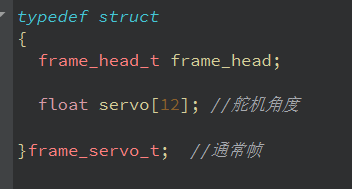 typedef struct
{
frame_head_t frame_head;
float servo[12]; //舵机角度
}frame_servo_t; //通常帧